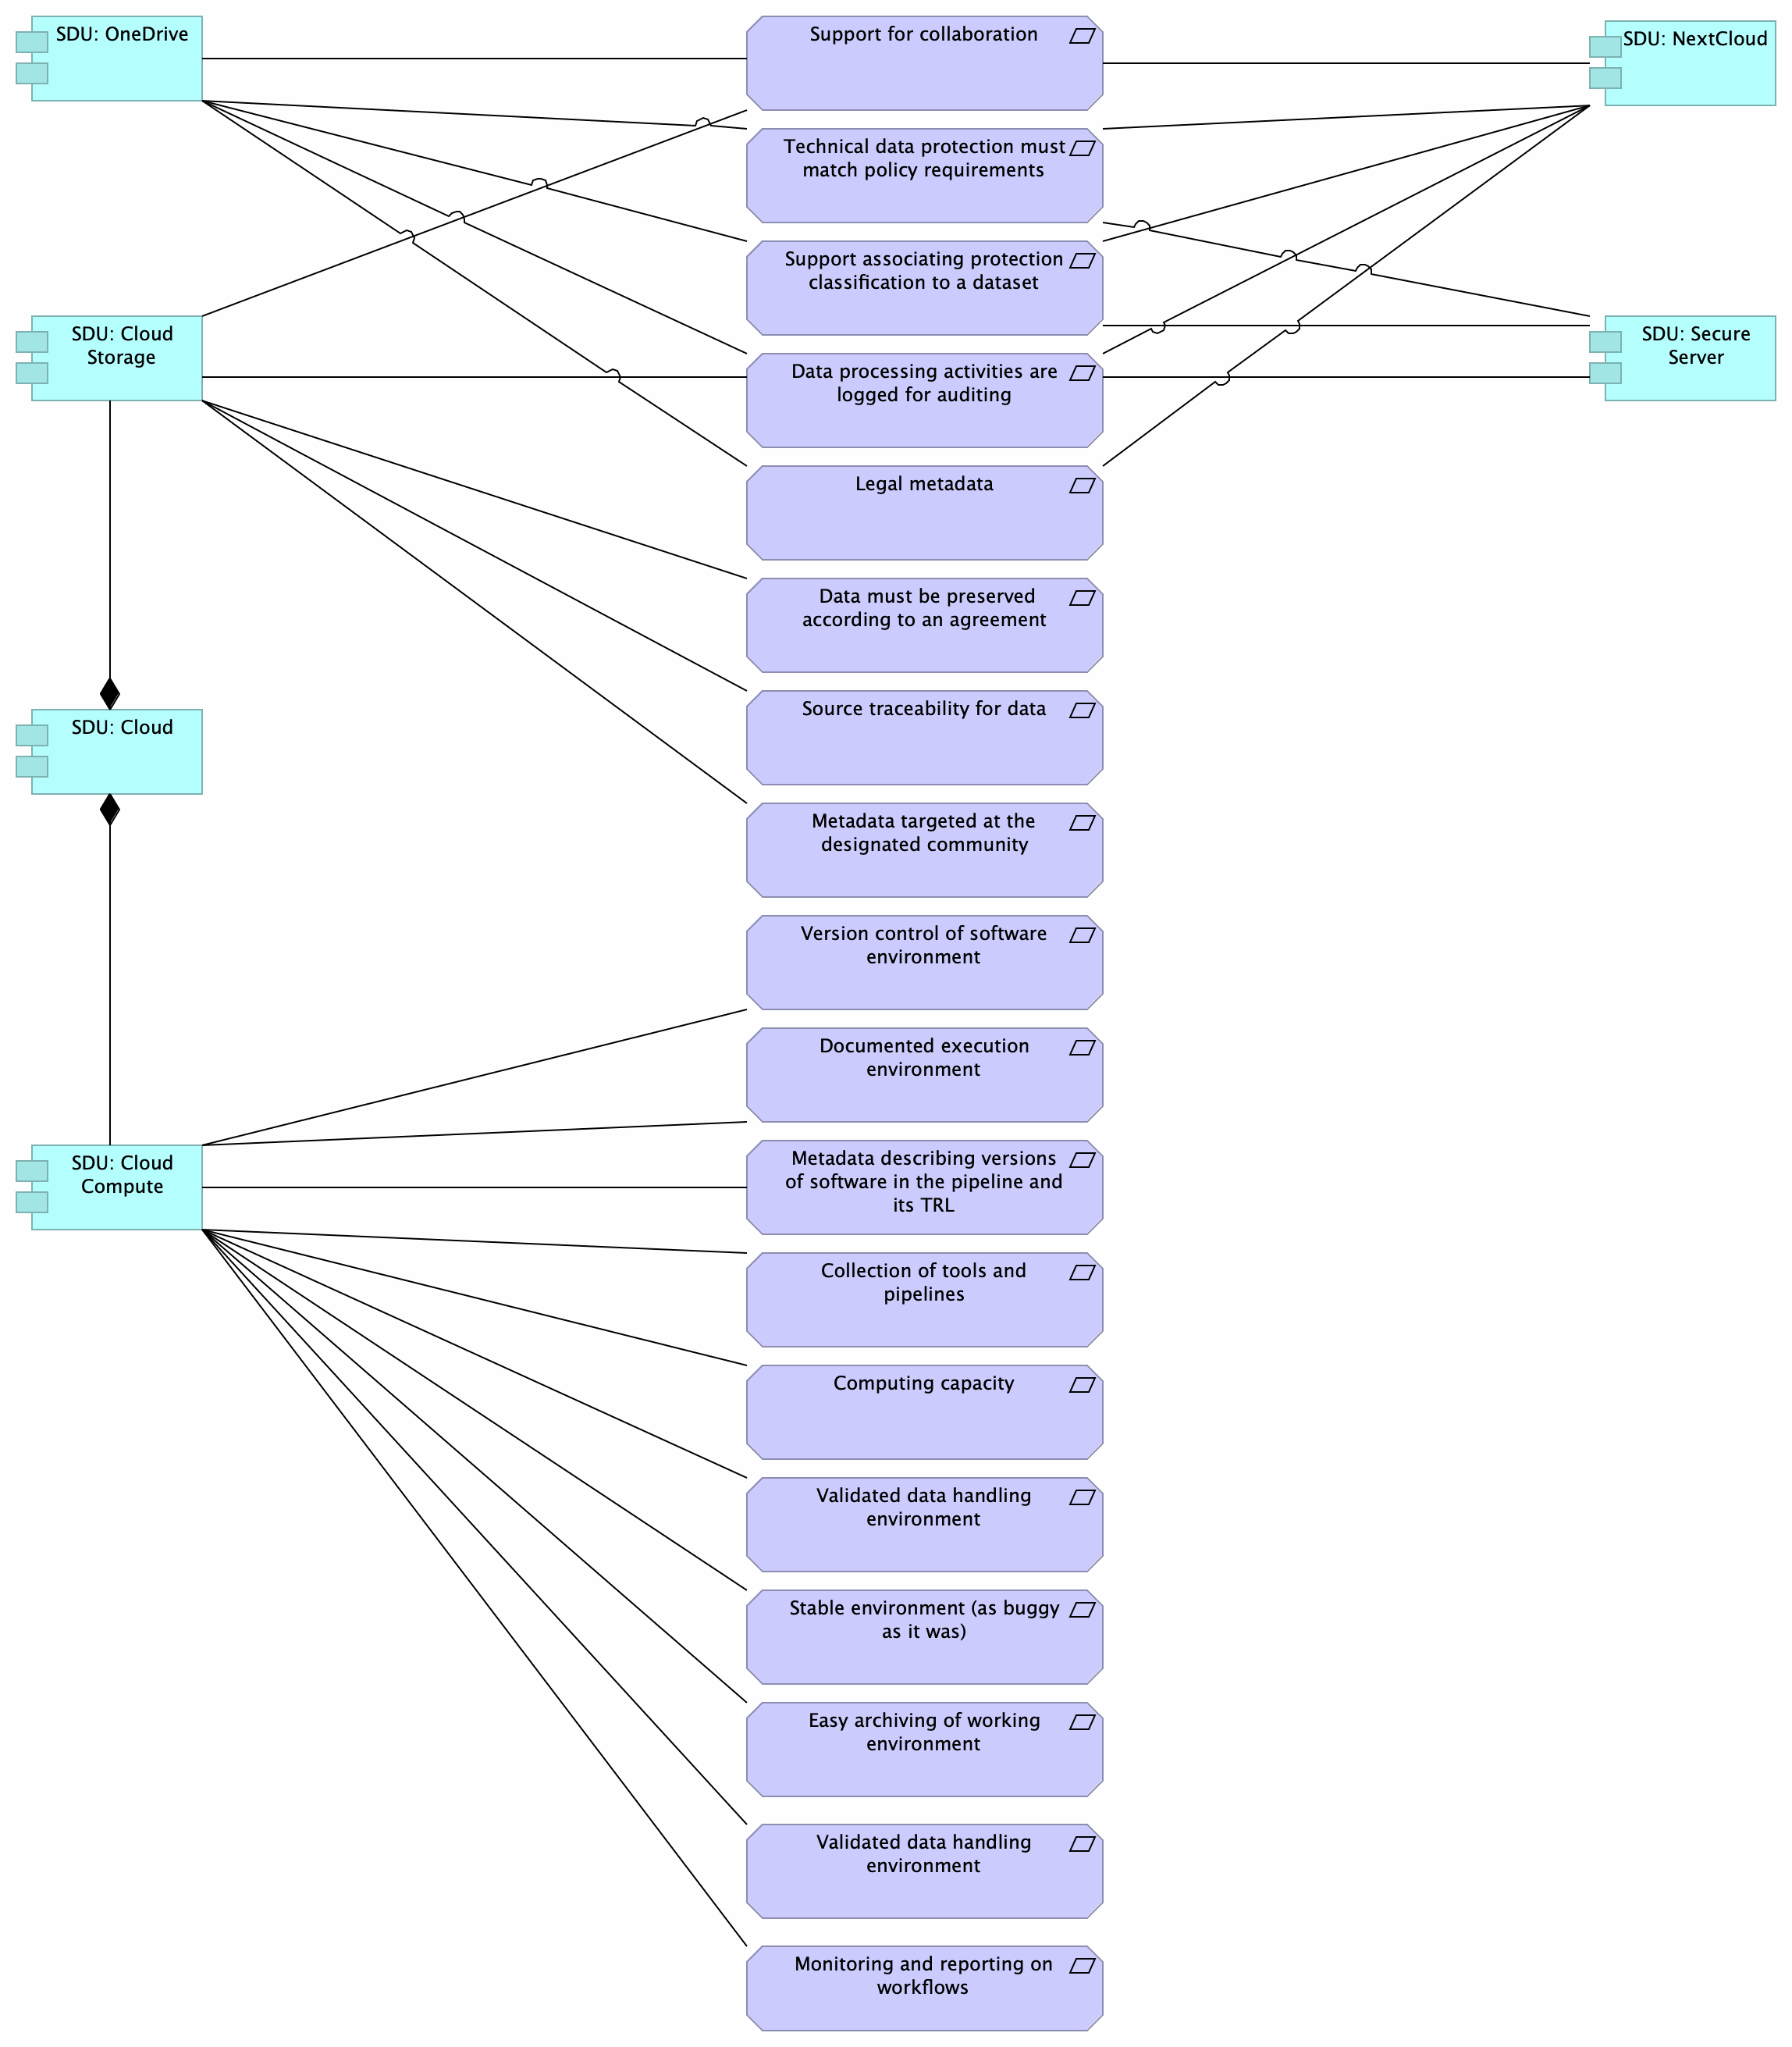 SDU: OneDrive
Support for collaboration
SDU: NextCloud
Technical data protection must
match policy requirements
Support associating protection
classification to a dataset
SDU: Cloud
Storage
SDU: Secure
Server
Data processing activities are
logged for auditing
Legal metadata
Data must be preserved
according to an agreement
Source traceability for data
SDU: Cloud
Metadata targeted at the
designated community
Version control of software
environment
Documented execution
environment
SDU: Cloud
Compute
Metadata describing versions
of software in the pipeline and
its TRL
Collection of tools and
pipelines
Computing capacity
Validated data handling
environment
Stable environment (as buggy
as it was)
Easy archiving of working
environment
Validated data handling
environment
Monitoring and reporting on
workflows